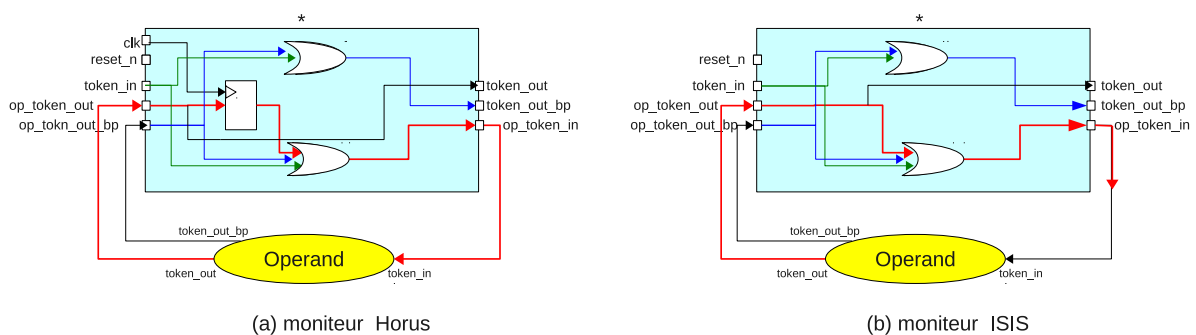 *
clk
reset_n
token_in
op_token_out
op_tokn_out_bp
token_out
token_out_bp
op_token_in
token_out_bp
Operand
token_out
token_in
(a) moniteur Horus
*
reset_n
token_in
op_token_out
op_token_out_bp
token_out
token_out_bp
op_token_in
token_out_bp
Operand
token_out
token_in
(b) moniteur ISIS